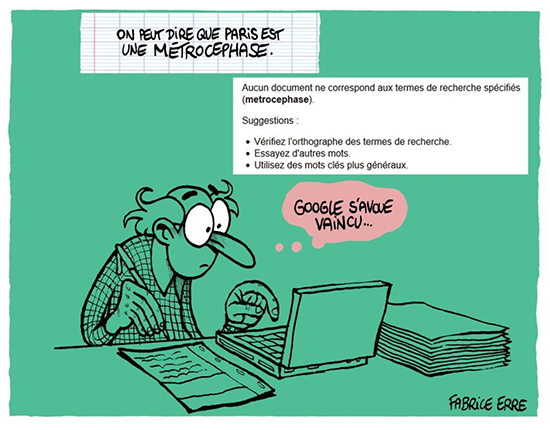 ON PEUT DIRE QUE PARIS EST
UNE MÉTROCEPHASE.
Aucun document ne correspond aux termes de recherche spécifiés
(metrocephase).
Suggestions :
• Vérifiez l'orthographe des termes de recherche.
• Essayez d'autres mots.
• Utilisez des mots clés plus généraux.
GOOGLE S'AVOUE
VAINCU...
FABRICE ERRE